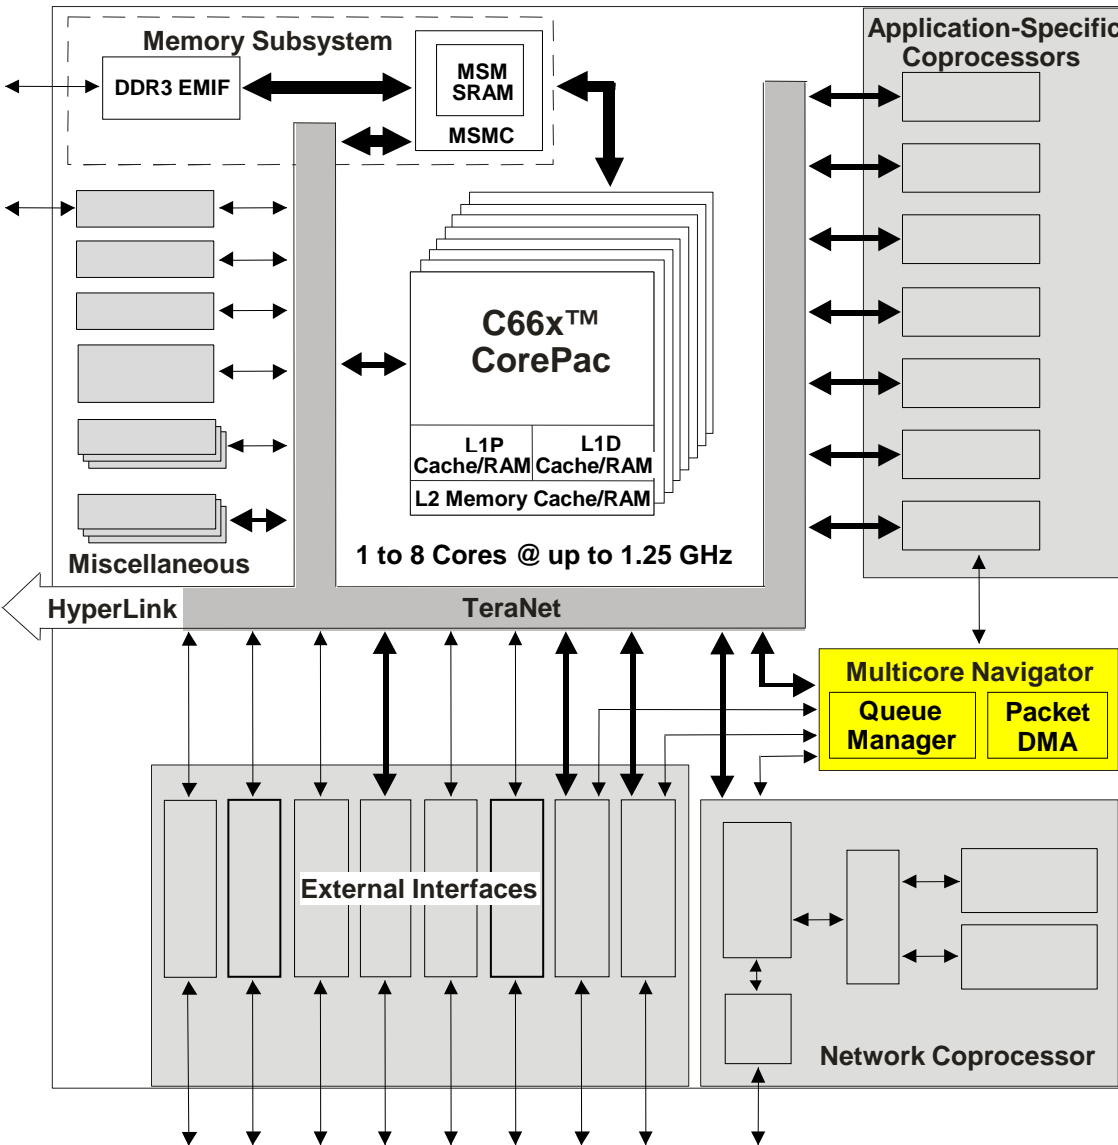 Memory Subsystem
DDR3 EMIF
MSM
SRAM
MSMC
Application-Specific
Coprocessors
C66x™
CorePac
L1P
Cache/RAM
L1D
Cache/RAM
L2 Memory Cache/RAM
1 to 8 Cores @ up to 1.25 GHz
Miscellaneous
HyperLink
TeraNet
Multicore Navigator
Queue
Manager
Packet
DMA
External Interfaces
Network Coprocessor